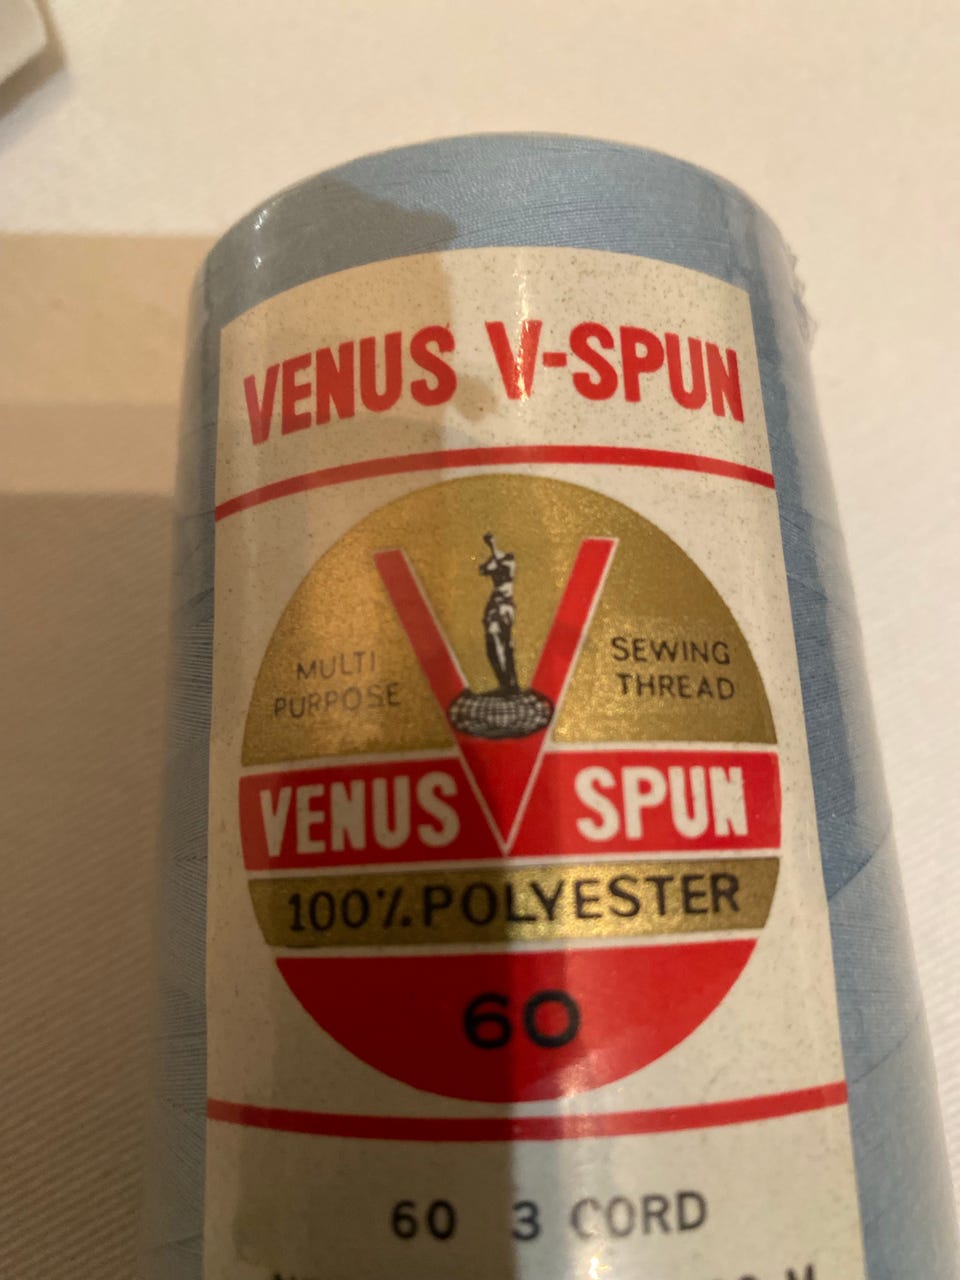 VENUS V-SPUN
MULTI
PURPOSE
SEWING
THREAD
VENUS SPUN
100% POLYESTER
60
60 3 CORD